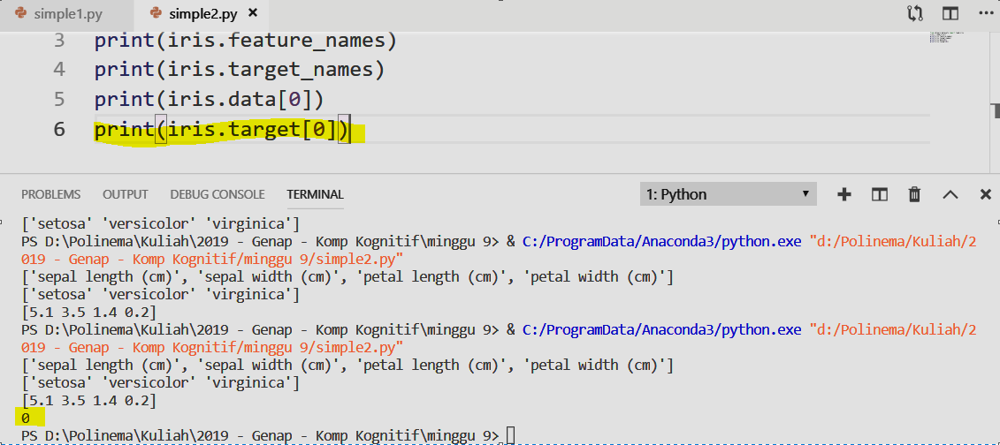 simple1.py
simple2.py
3 print(iris.feature_names)
4 print(iris.target_names)
5 print(iris.data[0])
6 print(iris.target[0])
PROBLEMS OUTPUT DEBUG CONSOLE TERMINAL 1: Python
['setosa' 'versicolor' 'virginica']
PS D:\Polinema\Kuliah\2019 - Genap - Komp Kognitif\minggu 9> & C:/ProgramData/Anaconda3/python.exe "d:/Polinema/Kuliah/2
019 - Genap - Komp Kognitif/minggu 9/simple2.py"
['sepal length (cm)', 'sepal width (cm)', 'petal length (cm)', 'petal width (cm)']
['setosa' 'versicolor' 'virginica']
[5.1 3.5 1.4 0.2]
PS D:\Polinema\Kuliah\2019 - Genap - Komp Kognitif\minggu 9> & C:/ProgramData/Anaconda3/python.exe "d:/Polinema/Kuliah/2
019 - Genap - Komp Kognitif/minggu 9/simple2.py"
['sepal length (cm)', 'sepal width (cm)', 'petal length (cm)', 'petal width (cm)']
['setosa' 'versicolor' 'virginica']
[5.1 3.5 1.4 0.2]
0
PS D:\Polinema\Kuliah\2019 - Genap - Komp Kognitif\minggu 9>